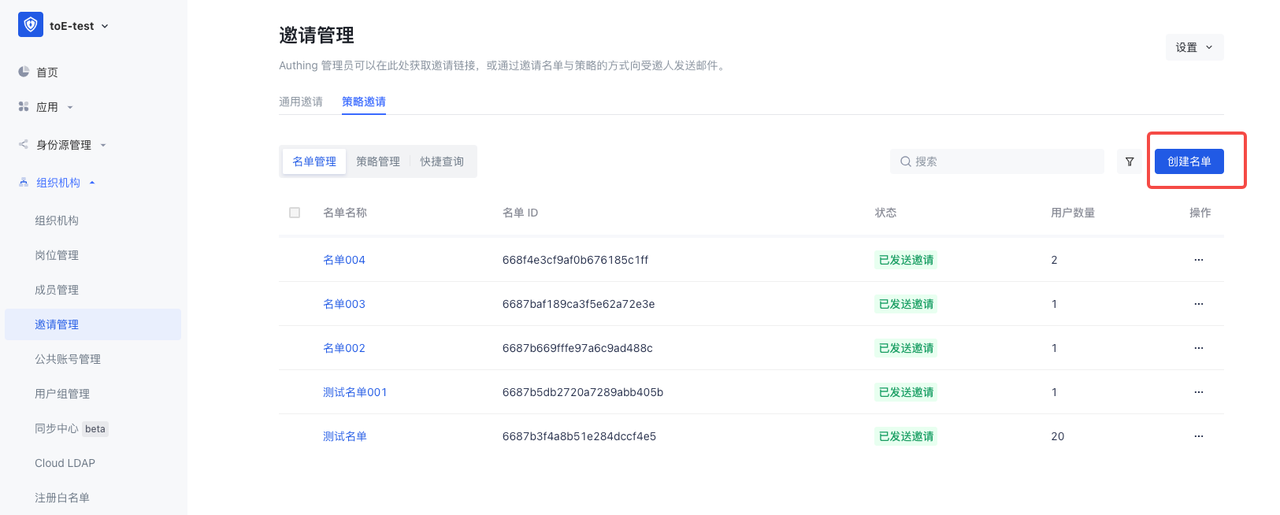 toE-test
首页
应用
身份源管理
组织机构
组织机构
岗位管理
成员管理
邀请管理
公共账号管理
用户组管理
同步中心 beta
Cloud LDAP
注册白名单
邀请管理
设置
Authing 管理员可以在此处获取邀请链接，或通过邀请名单与策略的方式向受邀人发送邮件。
通用邀请 策略邀请
名单管理 策略管理 快捷查询 搜索 创建名单
名单名称 名单 ID 状态 用户数量 操作
名单004 668f4e3cf9af0b676185c1ff 已发送邀请 2 ···
名单003 6687baf189ca3f5e62a72e3e 已发送邀请 1 ···
名单002 6687b669fffe97a6c9ad488c 已发送邀请 1 ···
测试名单001 6687b5db2720a7289abb405b 已发送邀请 1 ···
测试名单 6687b3f4a8b51e284dccf4e5 已发送邀请 20 ···